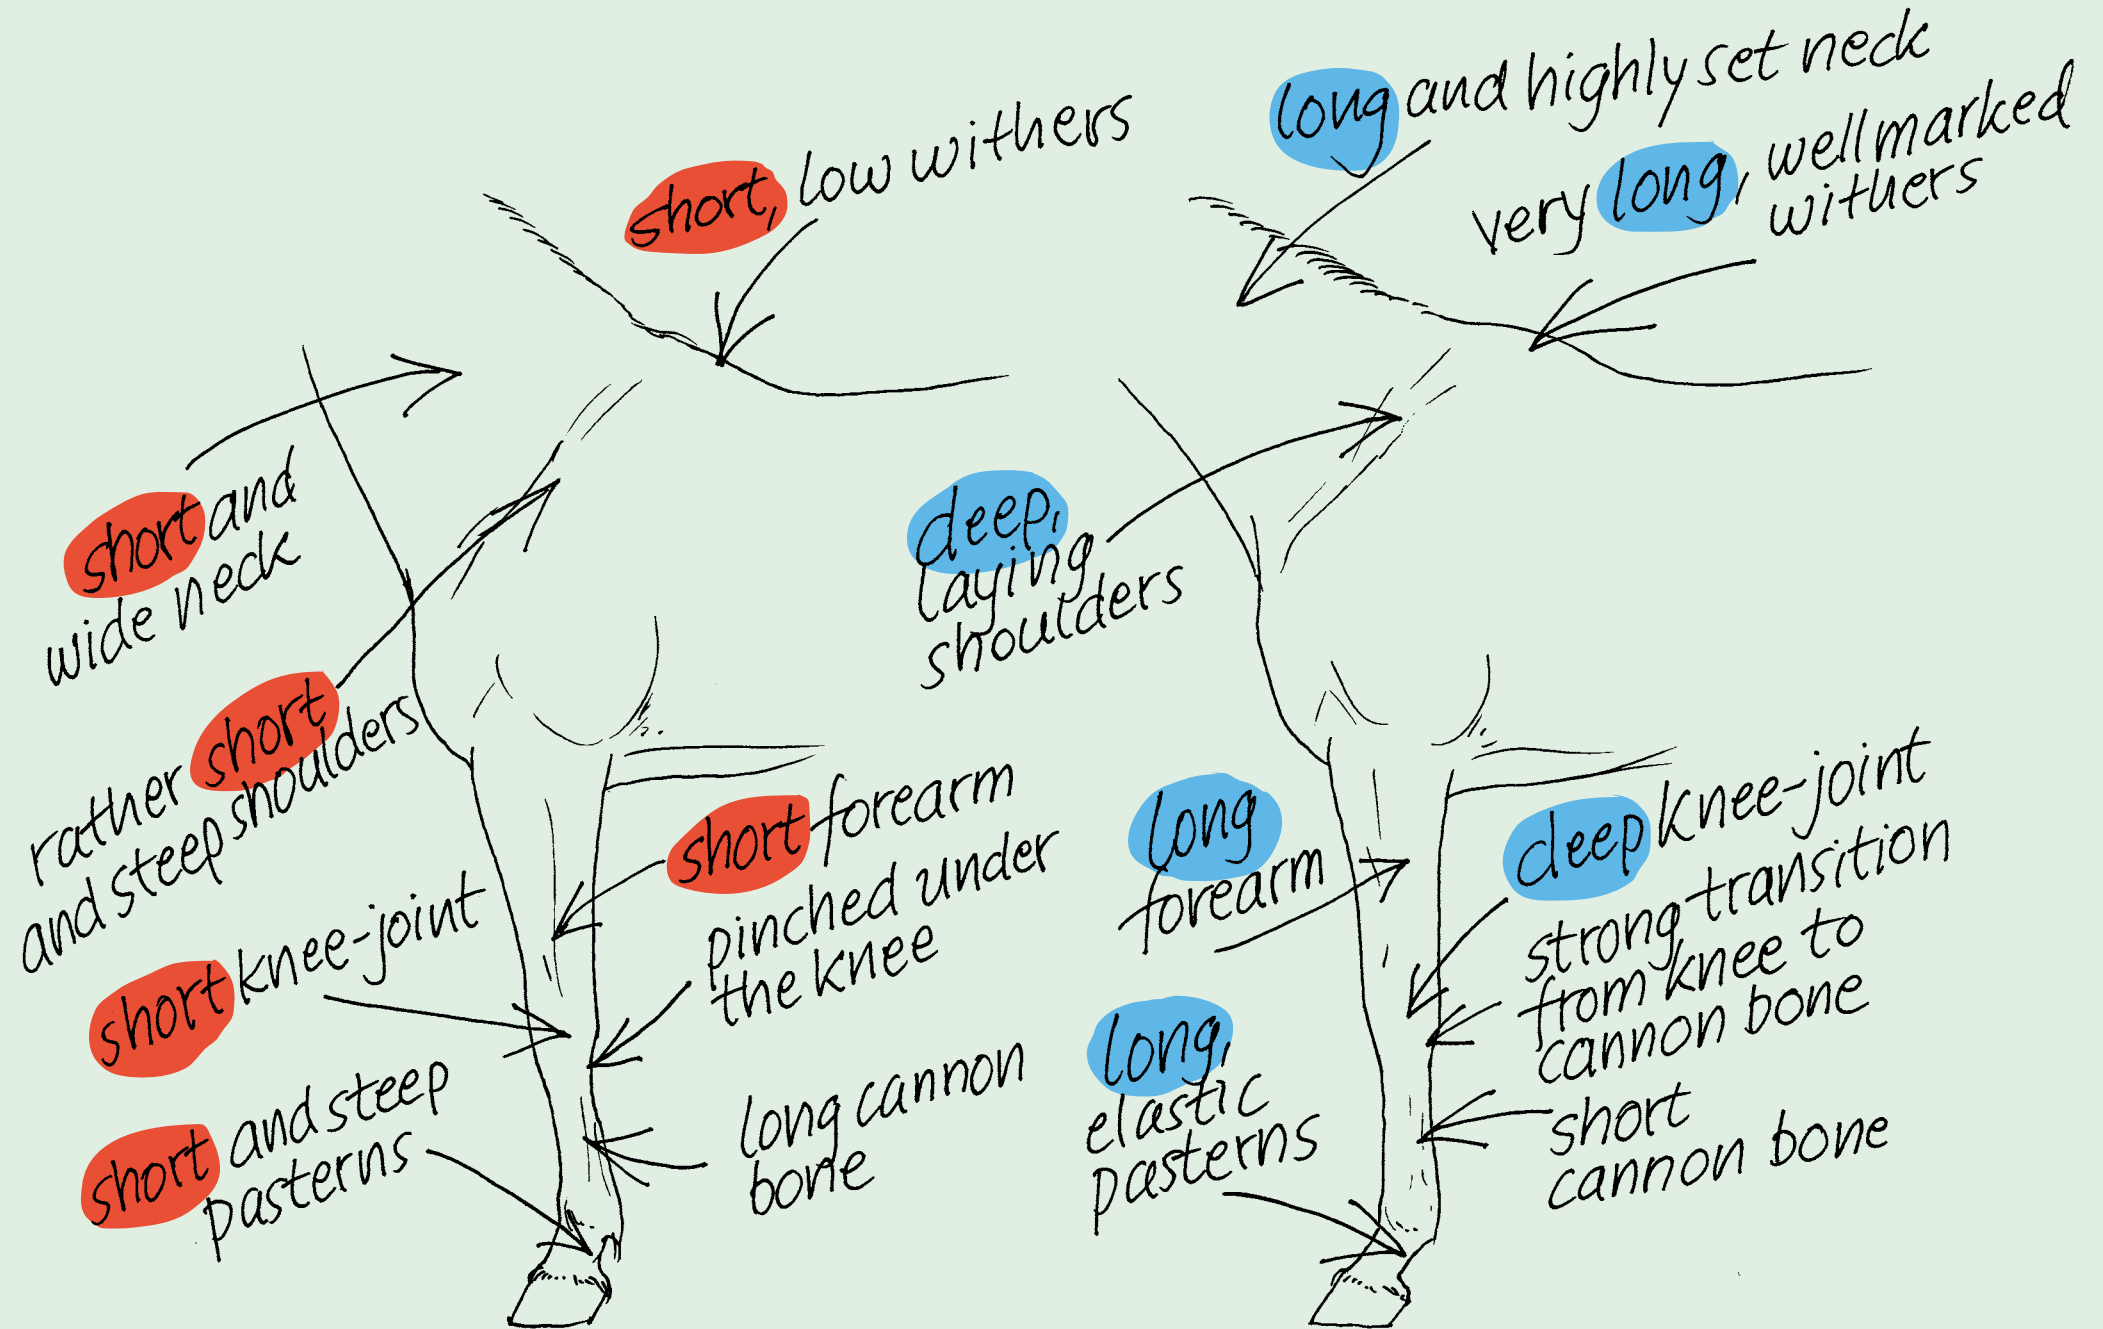 short, low withers
short and
wide neck
rather short
and steep shoulders
short forearm
pinched under
the knee
short knee-joint
long cannon
bone
short and steep
pasterns
long and highly set neck
very long, well marked
withers
deep,
laying
shoulders
long
forearm
deep knee-joint
strong transition
from knee to
cannon bone
long,
elastic
pasterns
short
cannon bone